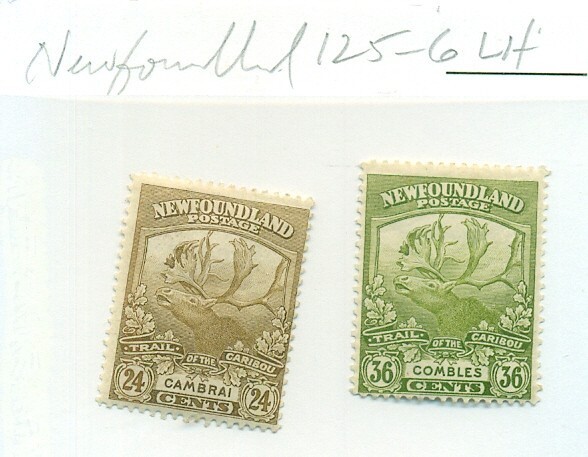 Newfoundland 125-6 LH
NEWFOUNDLAND
POSTAGE
TRAIL OF THE CARIBOU
24 CAMBRAI 24
CENTS
NEWFOUNDLAND
POSTAGE
TRAIL OF THE CARIBOU
36 COMBLES 36
CENTS